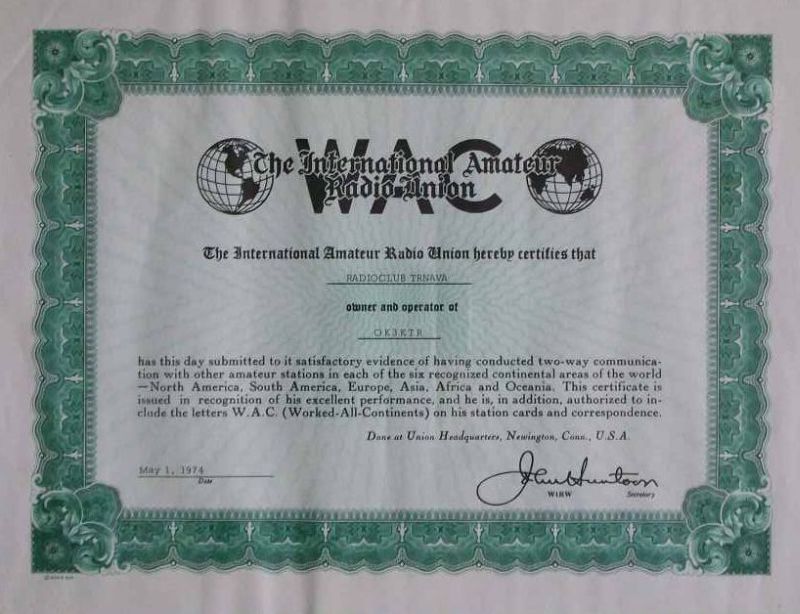 WAC
The International Amateur
Radio Union
The International Amateur Radio Union hereby certifies that
RADIOCLUB TRNAVA
owner and operator of
OK3KTR
has this day submitted to it satisfactory evidence of having conducted two-way communica-
tion with other amateur stations in each of the six recognized continental areas of the world
—North America, South America, Europe, Asia, Africa and Oceania. This certificate is
issued in recognition of his excellent performance, and he is, in addition, authorized to in-
clude the letters W.A.C. (Worked-All-Continents) on his station cards and correspondence.
Done at Union Headquarters, Newington, Conn., U.S.A.
May 1, 1974
Date
John Huntoon
W1RW Secretary